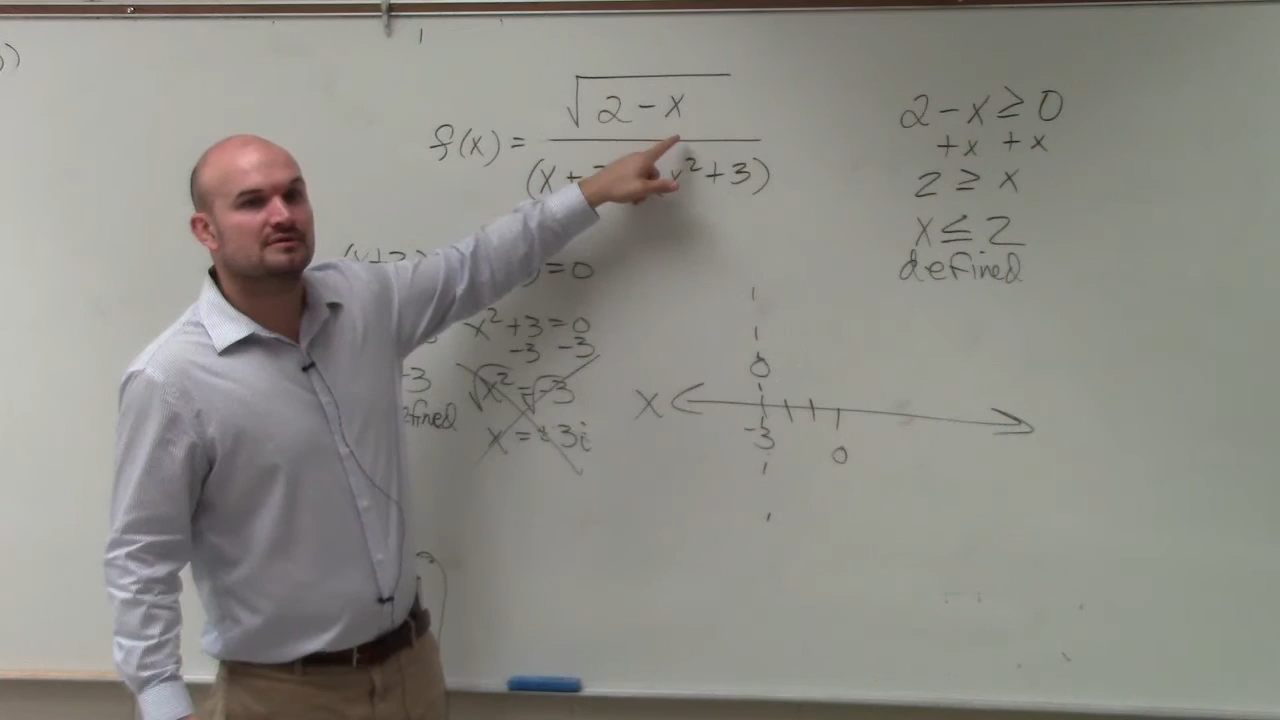 )
f(x) = √(2-x)
(x+ x²+3)
(x+3) =0
x²+3=0
-3 -3
-3 √x² = √-3
x = ±3i
2-x ≥ 0
+x +x
2 ≥ x
x ≤ 2
defined
0
X
-3
0